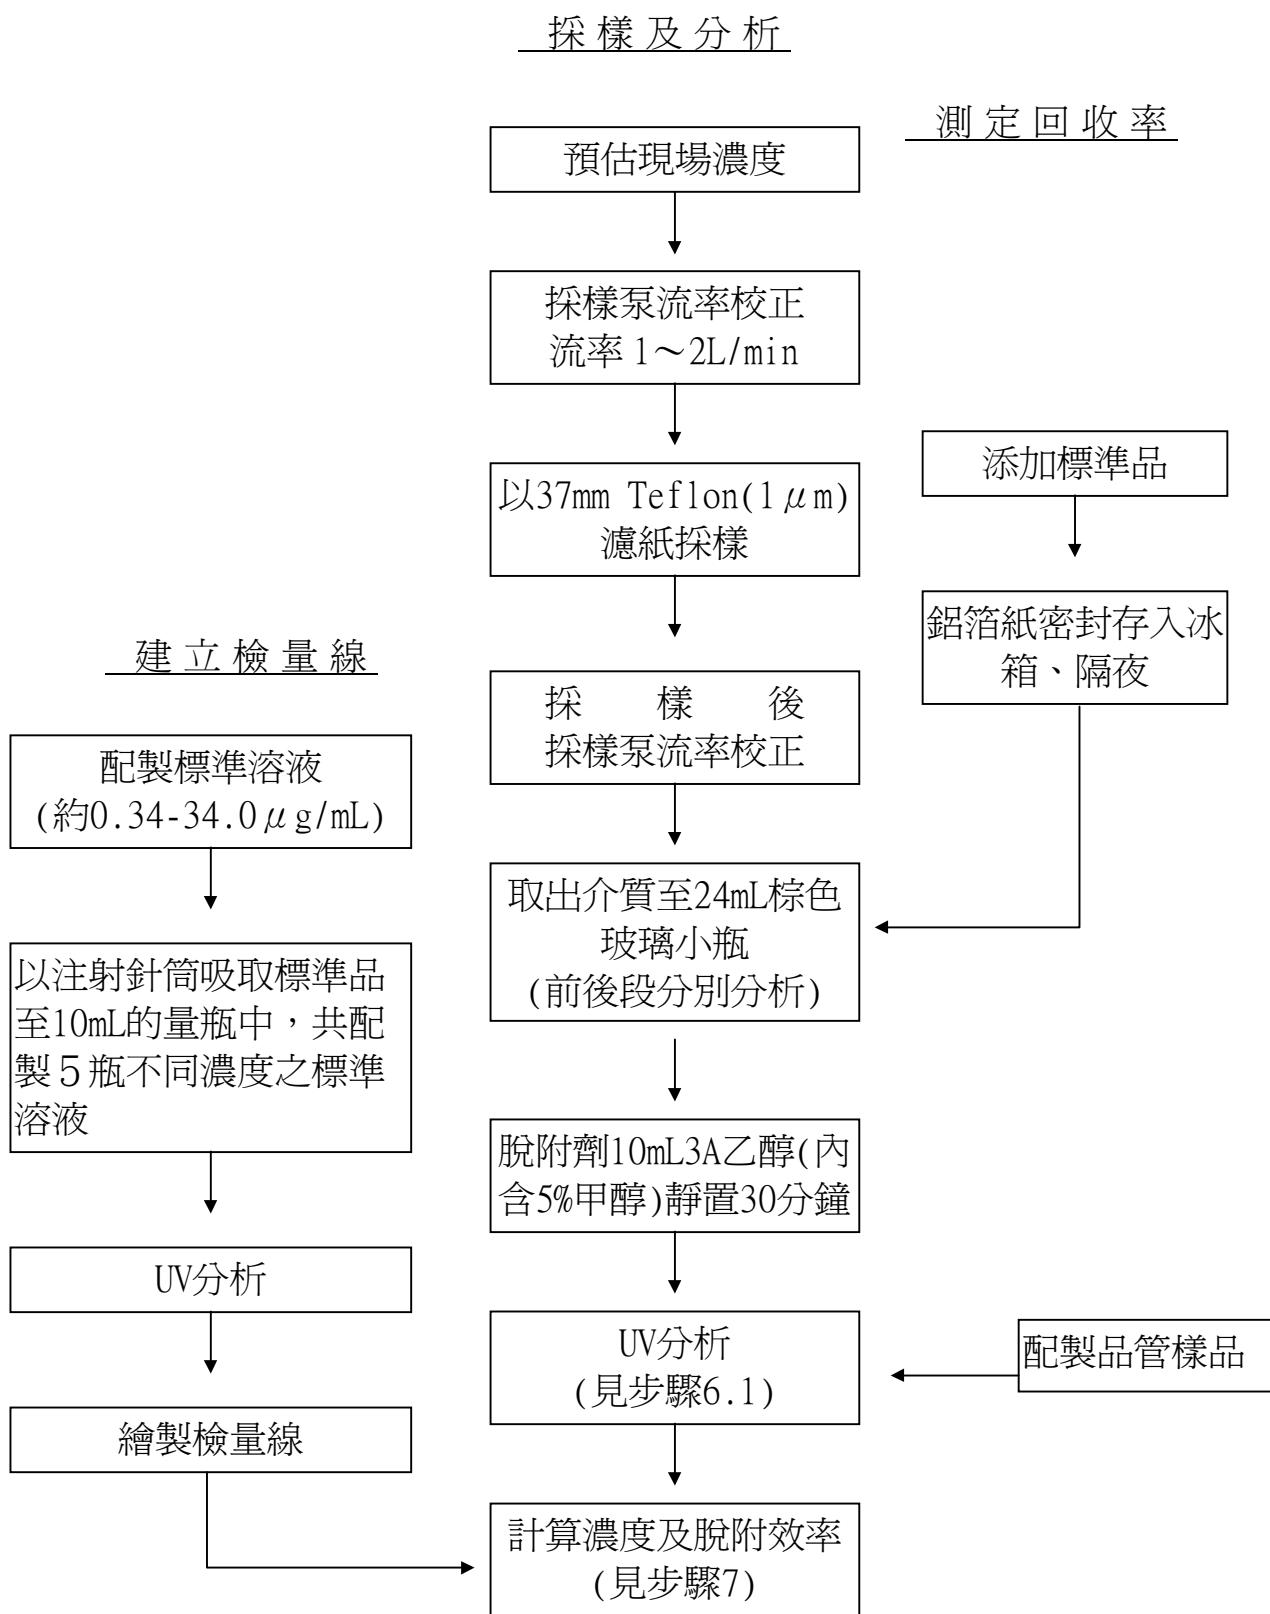 採樣及分析
測定回收率
預估現場濃度
採樣泵流率校正
流率1～2L/min
以37mm Teflon(1μm)
濾紙採樣
添加標準品
鋁箔紙密封存入冰
箱、隔夜
採樣後
採樣泵流率校正
取出介質至24mL棕色
玻璃小瓶
(前後段分別分析)
脫附劑10mL3A乙醇(內
含5%甲醇)靜置30分鐘
UV分析
(見步驟6.1)
配製品管樣品
建立檢量線
配製標準溶液
(約0.34-34.0μg/mL)
以注射針筒吸取標準品
至10mL的量瓶中，共配
製５瓶不同濃度之標準
溶液
UV分析
繪製檢量線
計算濃度及脫附效率
(見步驟7)